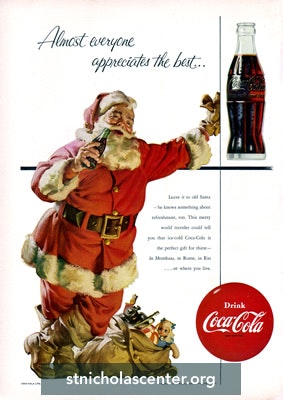 Almost everyone
appreciates the best...
Leave it to old Santa
—he knows something about
refreshment, too. This merry
world traveler could tell
you that ice-cold Coca-Cola is
the perfect gift for thirst—
in Mombasa, in Rome, in Rio
.....or where you live.
Drink
Coca-Cola
stnicholascenter.org